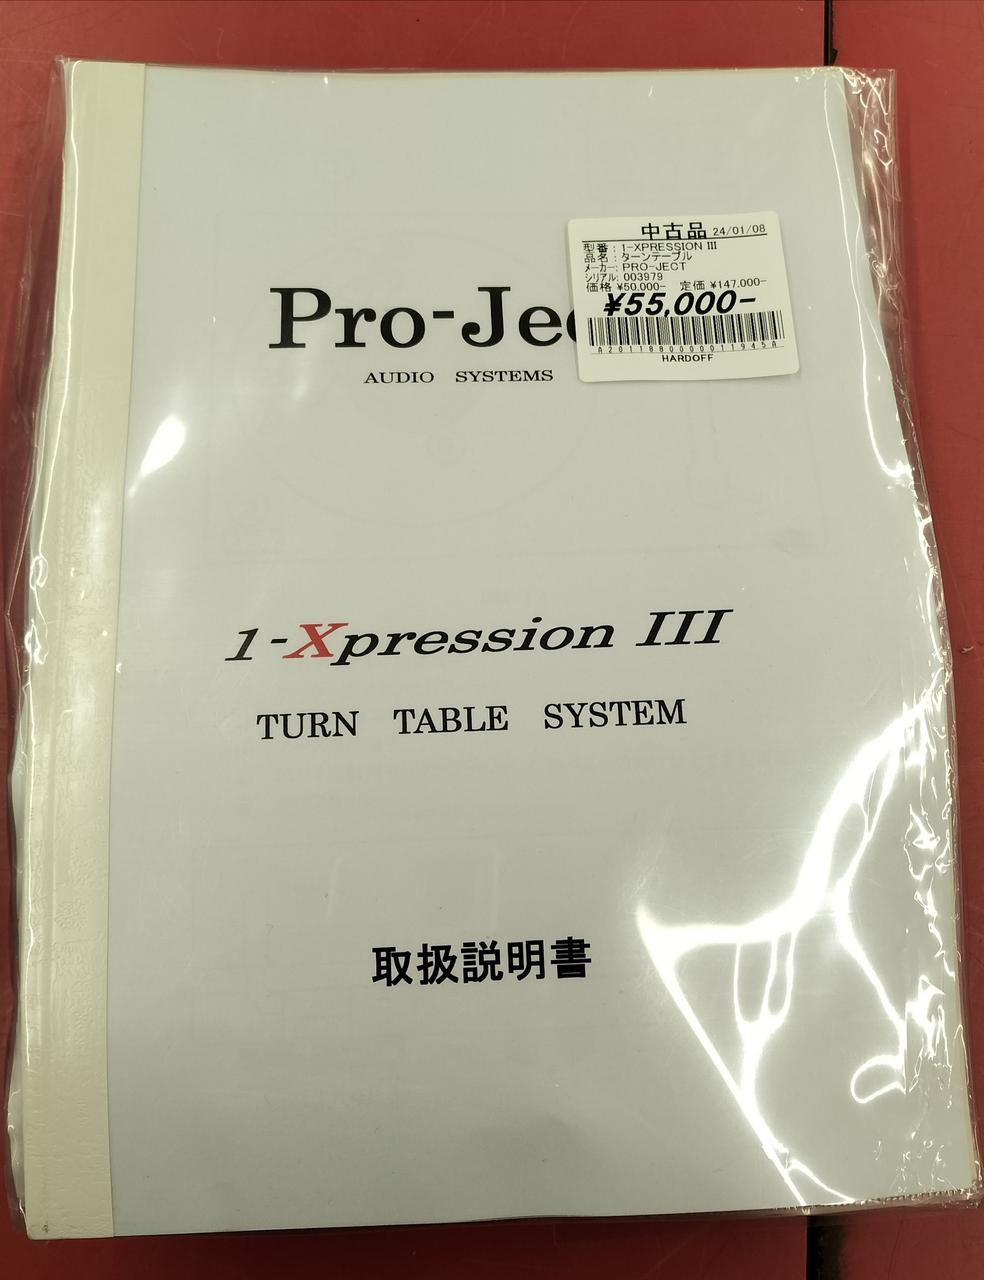 中古品 24/01/08
型番 : 1-XPRESSION III
品名 : ターンテーブル
メーカー: PRO-JECT
シリアル: 003979
価格 ¥50,000- 定価 ¥147,000-
¥55,000-
A2011880000011945A
HARDOFF
Pro-Jec
AUDIO SYSTEMS
1-Xpression III
TURN TABLE SYSTEM
取扱説明書